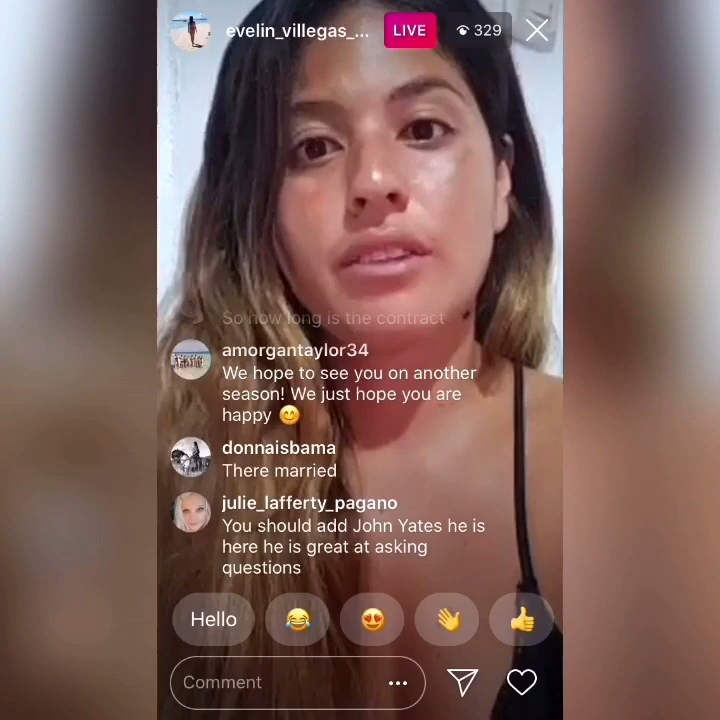 evelin_villegas_...
LIVE
329
So how long is the contract
amorgantaylor34
We hope to see you on another
season! We just hope you are
happy 😊
donnaisbama
There married
julie_lafferty_pagano
You should add John Yates he is
here he is great at asking
questions
Hello 😂 😍 👋 👍
Comment